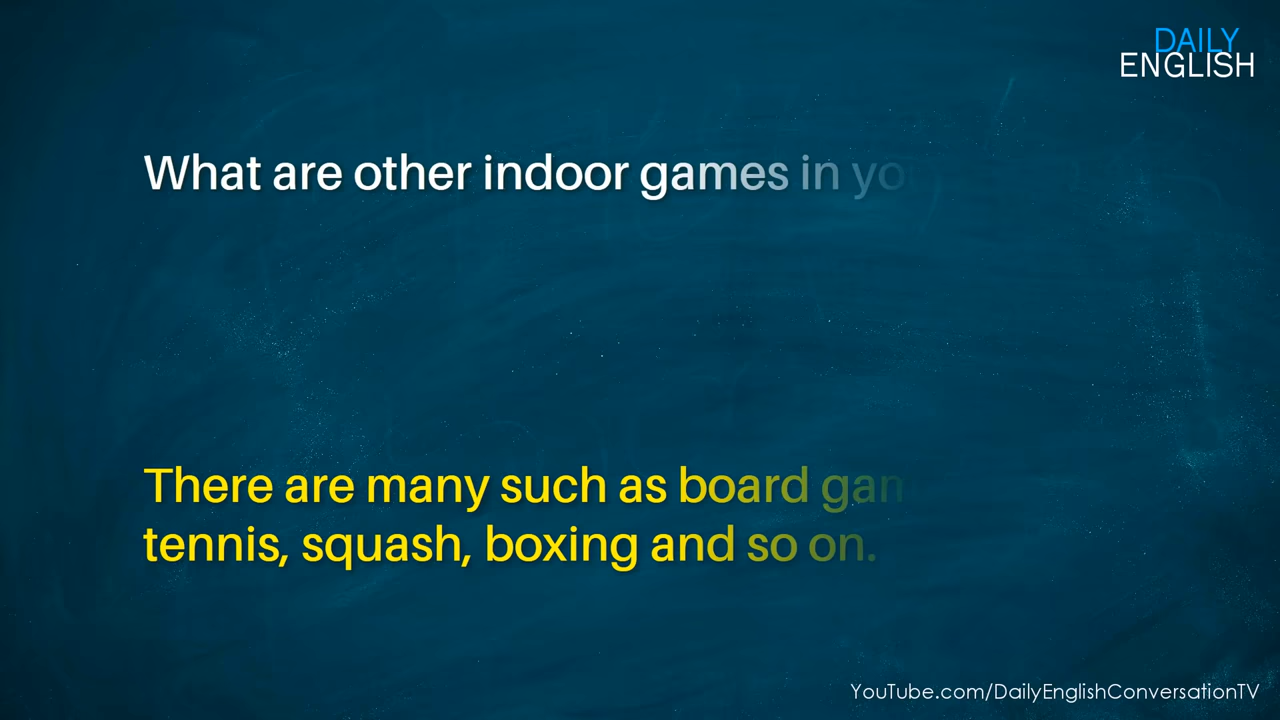 DAILY
ENGLISH
What are other indoor games in
There are many such as board
tennis, squash, boxing and so on.
YouTube.com/DailyEnglishConversationTV